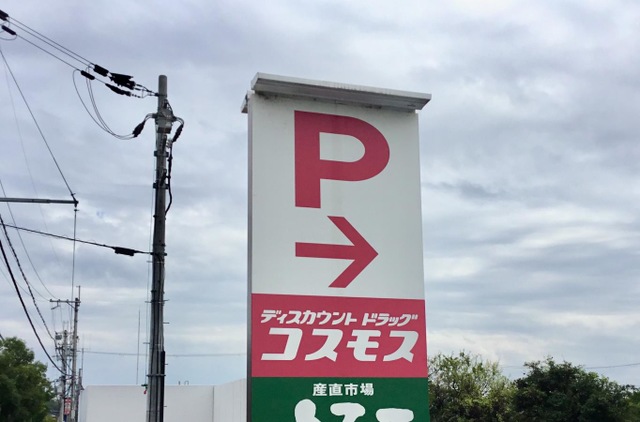 P
→
ディスカウント ドラッグ
コスモス
産直市場